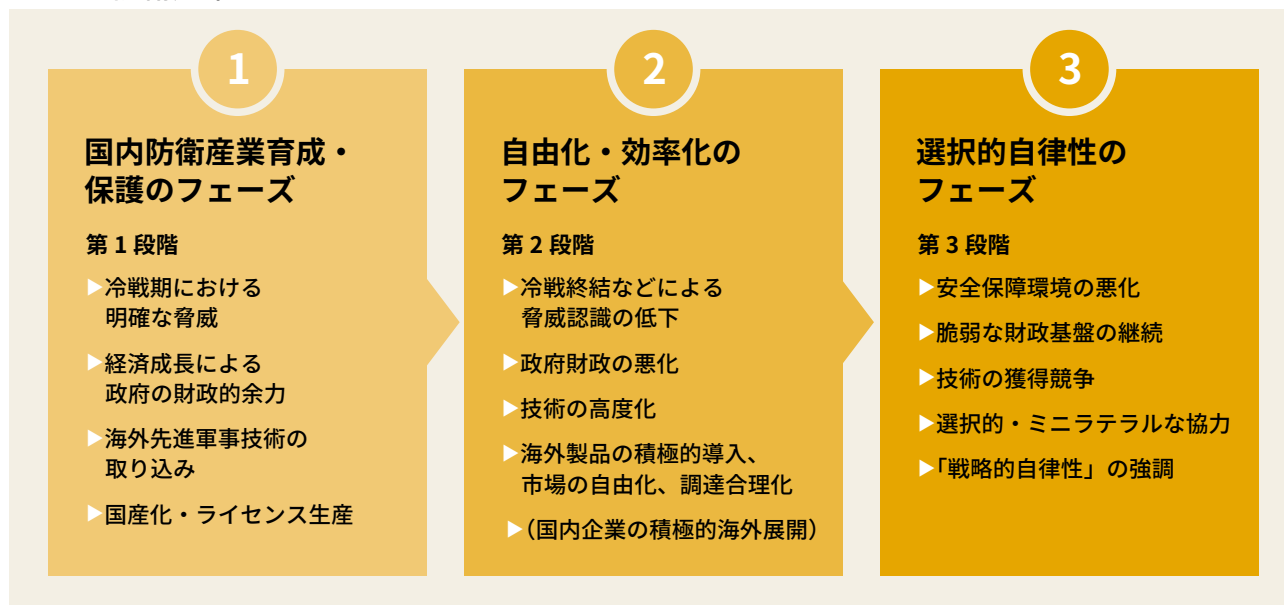 1
国内防衛産業育成・
保護のフェーズ
第 1 段階
▶冷戦期における
明確な脅威
▶経済成長による
政府の財政的余力
▶海外先進軍事技術の
取り込み
▶国産化・ライセンス生産
2
自由化・効率化の
フェーズ
第 2 段階
▶冷戦終結などによる
脅威認識の低下
▶政府財政の悪化
▶技術の高度化
▶海外製品の積極的導入、
市場の自由化、調達合理化
▶（国内企業の積極的海外展開）
3
選択的自律性の
フェーズ
第 3 段階
▶安全保障環境の悪化
▶脆弱な財政基盤の継続
▶技術の獲得競争
▶選択的・ミニラテラルな協力
▶「戦略的自律性」の強調